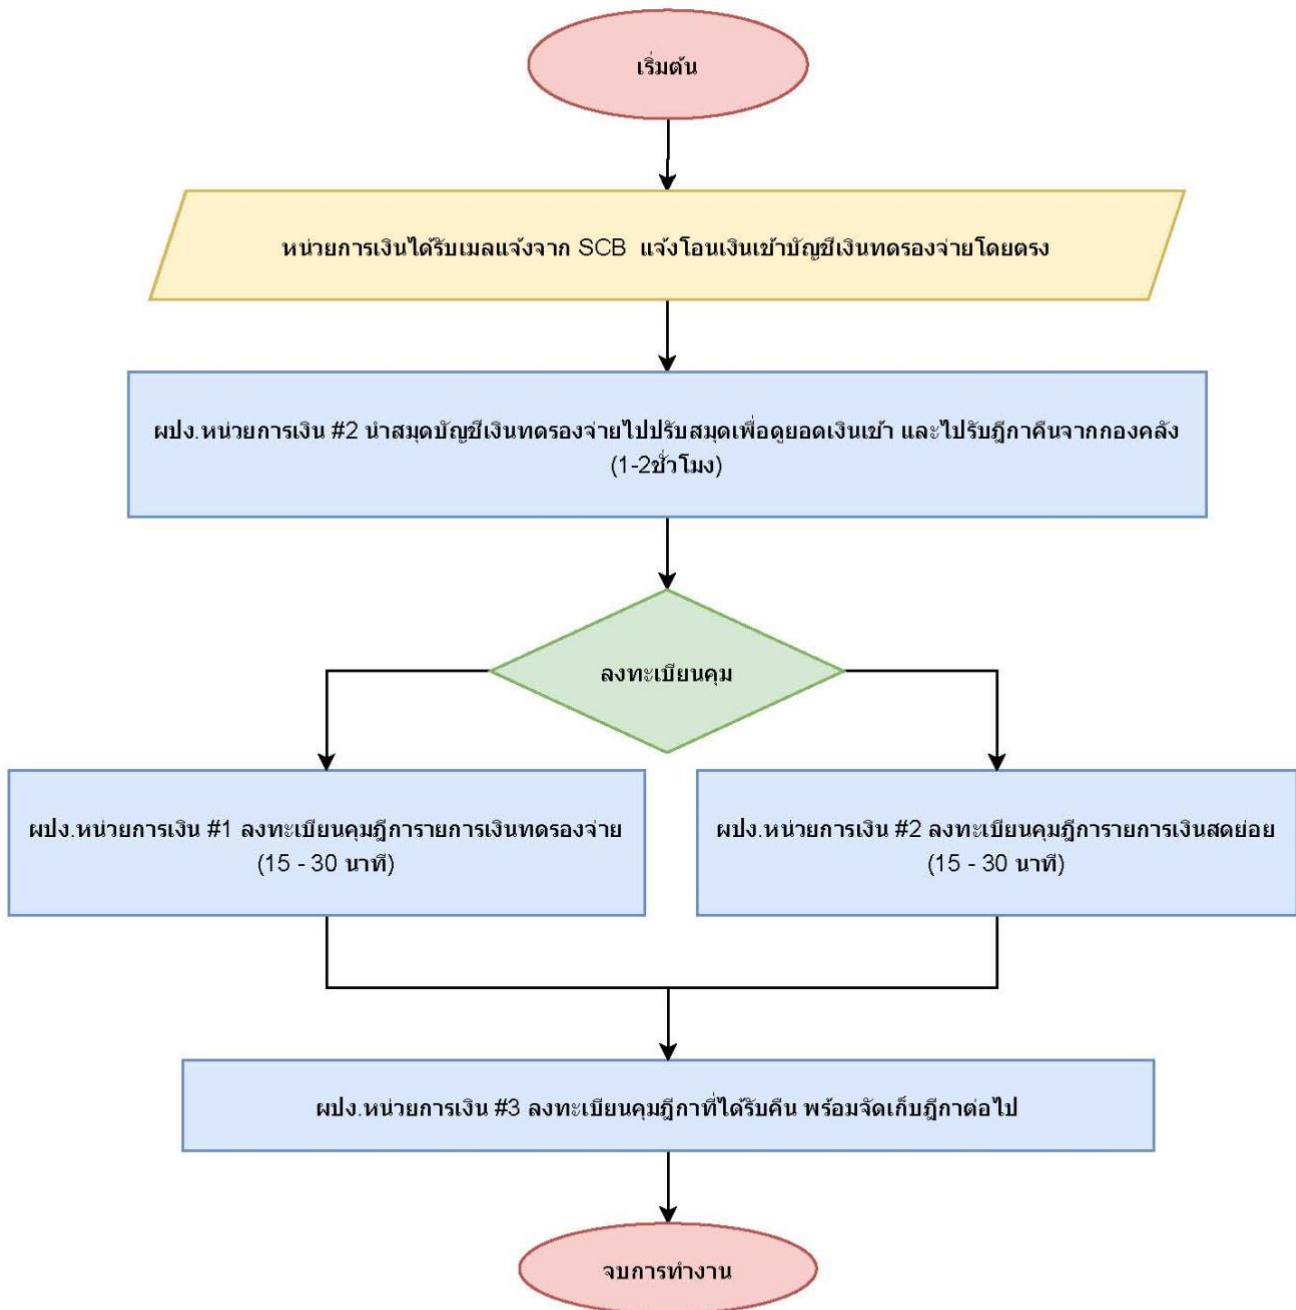 เริ่มต้น
หน่วยการเงินได้รับเมลแจ้งจาก SCB แจ้งโอนเงินเข้าบัญชีเงินทดรองจ่ายโดยตรง
ผปง.หน่วยการเงิน #2 นำสมุดบัญชีเงินทดรองจ่ายไปปรับสมุดเพื่อดูยอดเงินเข้า และไปรับฎีกาคืนจากกองคลัง
(1-2ชั่วโมง)
ลงทะเบียนคุม
ผปง.หน่วยการเงิน #1 ลงทะเบียนคุมฎีการายการเงินทดรองจ่าย
(15 - 30 นาที)
ผปง.หน่วยการเงิน #2 ลงทะเบียนคุมฎีการายการเงินสดย่อย
(15 - 30 นาที)
ผปง.หน่วยการเงิน #3 ลงทะเบียนคุมฎีกาที่ได้รับคืน พร้อมจัดเก็บฎีกาต่อไป
จบการทำงาน